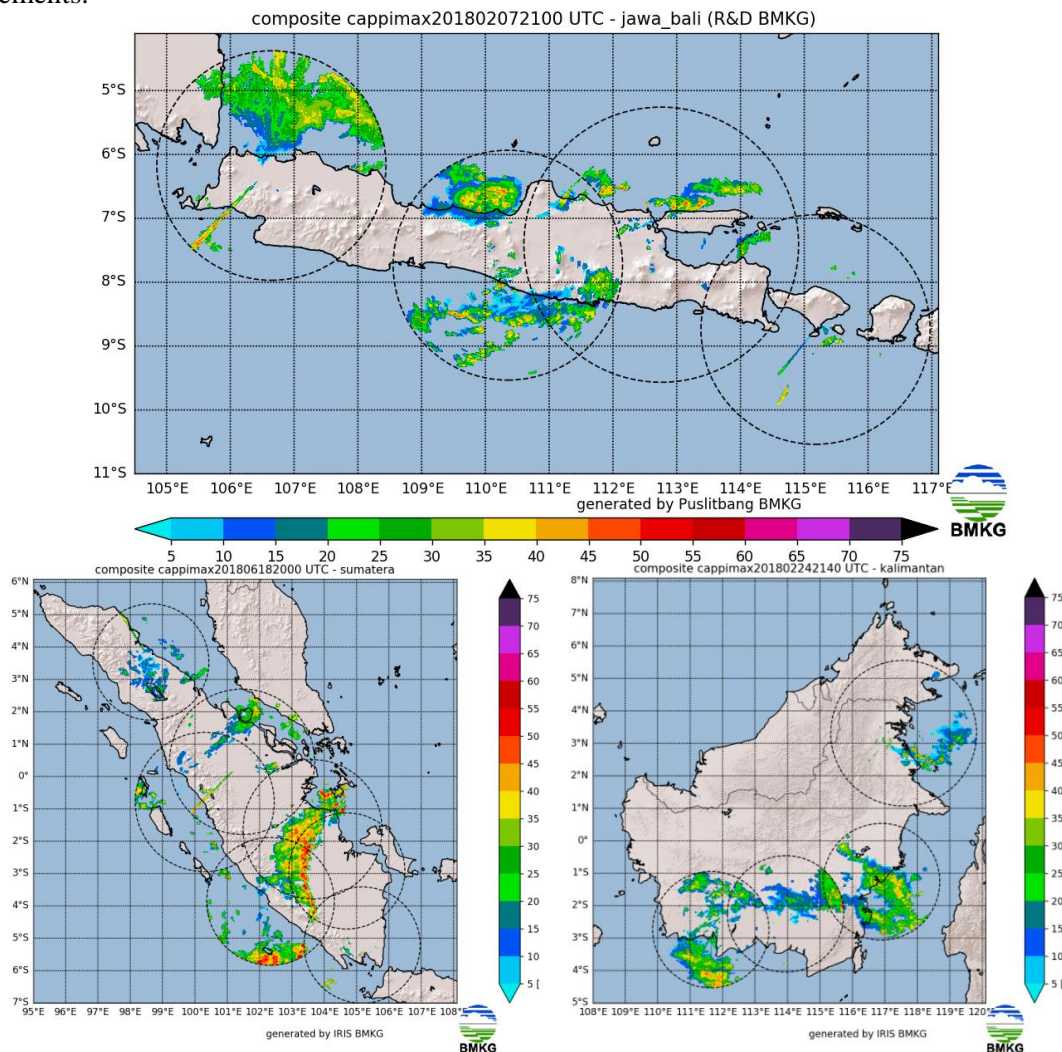 ements.
composite cappimax201802072100 UTC - jawa_bali (R&D BMKG)
5°S
6°S
7°S
8°S
9°S
10°S
11°S
105°E 106°E 107°E 108°E 109°E 110°E 111°E 112°E 113°E 114°E 115°E 116°E 117°E
generated by Puslitbang BMKG
BMKG
5 10 15 20 25 30 35 40 45 50 55 60 65 70 75
composite cappimax201806182000 UTC - sumatera
6°N
5°N
4°N
3°N
2°N
1°N
0°
1°S
2°S
3°S
4°S
5°S
6°S
7°S
95°E 96°E 97°E 98°E 99°E 100°E 101°E 102°E 103°E 104°E 105°E 106°E 107°E 108°E
75
70
65
60
55
50
45
40
35
30
25
20
15
10
5 [
generated by IRIS BMKG
BMKG
composite cappimax201802242140 UTC - kalimantan
8°N
7°N
6°N
5°N
4°N
3°N
2°N
1°N
0°
1°S
2°S
3°S
4°S
5°S
108°E 109°E 110°E 111°E 112°E 113°E 114°E 115°E 116°E 117°E 118°E 119°E 120°
75
70
65
60
55
50
45
40
35
30
25
20
15
10
5 [
generated by IRIS BMKG
BMKG